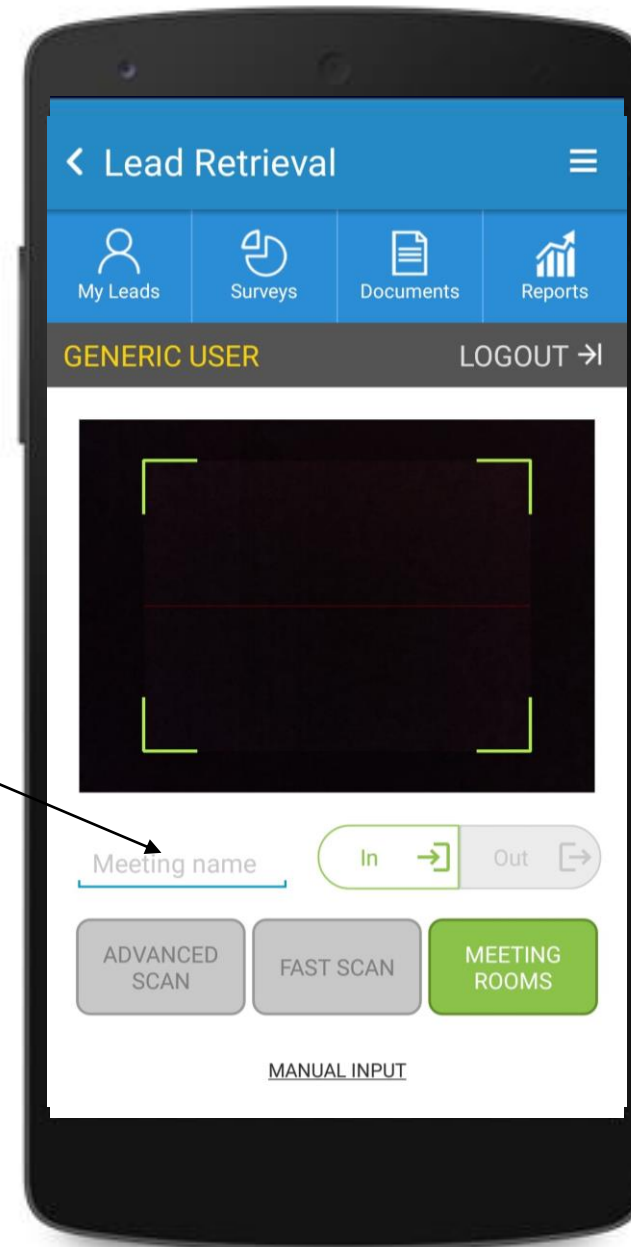 Lead Retrieval
My Leads
Surveys
Documents
Reports
GENERIC USER
LOGOUT
Meeting name
In
Out
ADVANCED
SCAN
FAST SCAN
MEETING
ROOMS
MANUAL INPUT